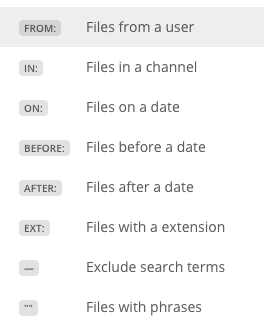 FROM: Files from a user
IN: Files in a channel
ON: Files on a date
BEFORE: Files before a date
AFTER: Files after a date
EXT: Files with a extension
— Exclude search terms
"" Files with phrases